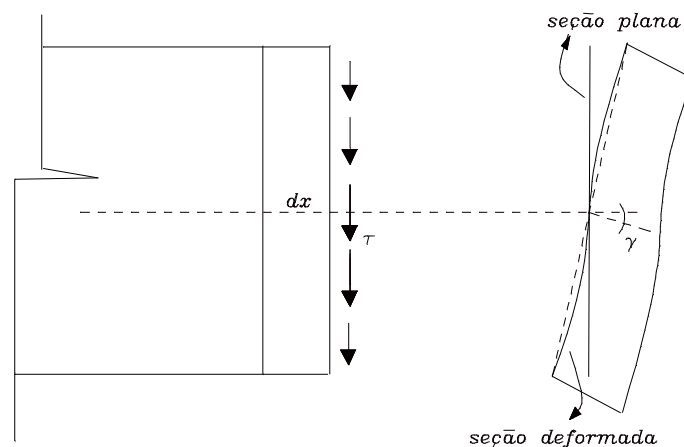 seção plana
dx
τ
γ
seção deformada